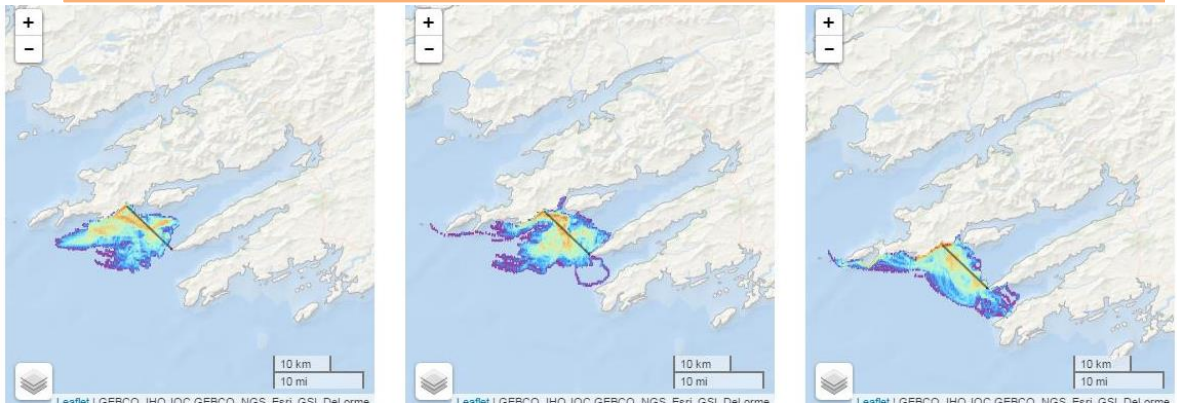 +
−
10 km
10 mi
Leaflet | GEBCO, IHO-IOC GEBCO, NGS, Esri, GSI, DeLorme
+
−
10 km
10 mi
Leaflet | GEBCO, IHO-IOC GEBCO, NGS, Esri, GSI, DeLorme
+
−
10 km
10 mi
Leaflet | GEBCO, IHO-IOC GEBCO, NGS, Esri, GSI, DeLorme